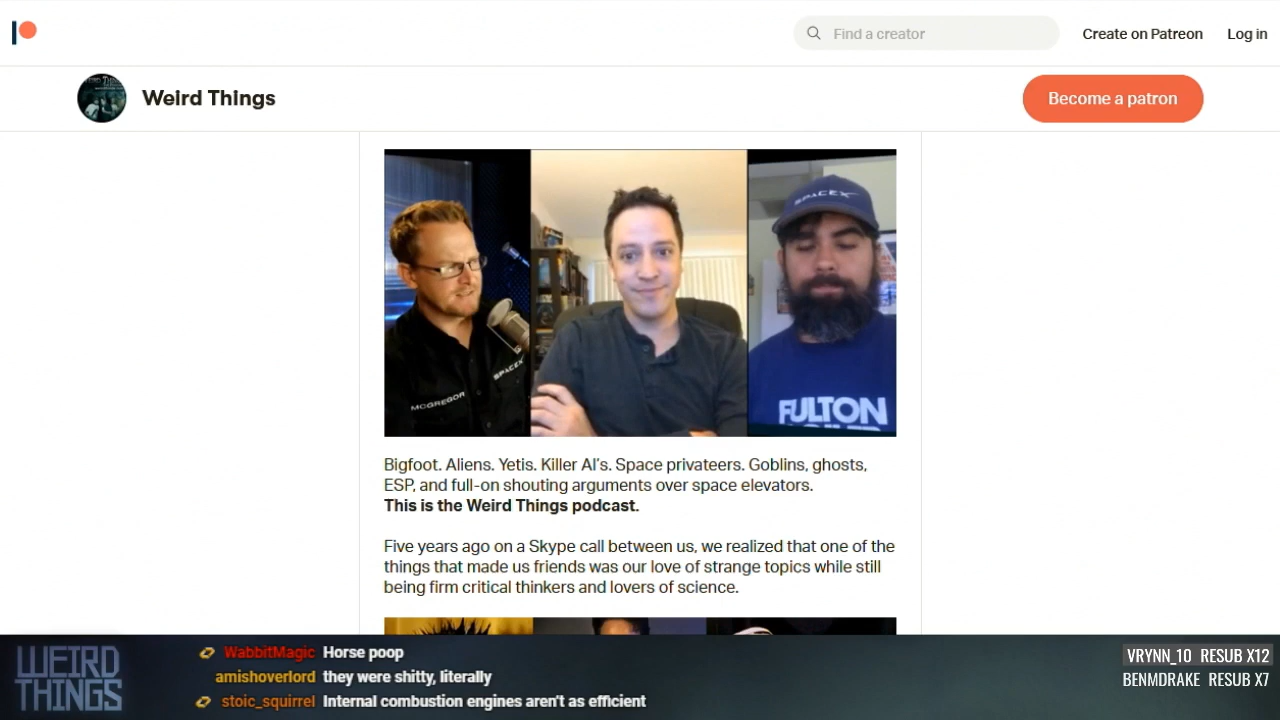 Find a creator
Create on Patreon
Log in
Weird Things
Become a patron
SPACEX
SPACEX
MCGREGOR
FULTON
Bigfoot. Aliens. Yetis. Killer AI's. Space privateers. Goblins, ghosts,
ESP, and full-on shouting arguments over space elevators.
This is the Weird Things podcast.
Five years ago on a Skype call between us, we realized that one of the
things that made us friends was our love of strange topics while still
being firm critical thinkers and lovers of science.
WEIRD
THINGS
WabbitMagic Horse poop
amishoverlord they were shitty, literally
stoic_squirrel Internal combustion engines aren't as efficient
VRYNN_10 RESUB X12
BENMDRAKE RESUB X7